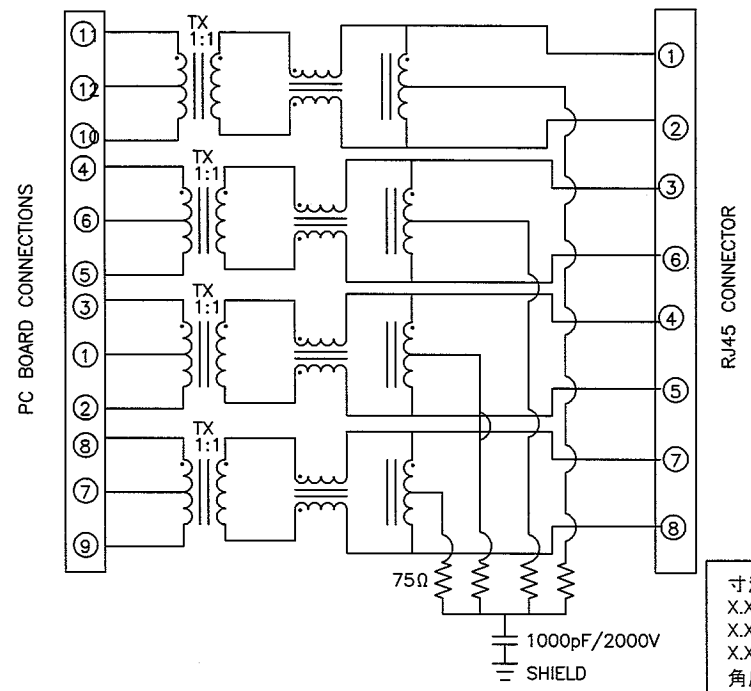 PC BOARD CONNECTIONS
11
12
10
4
6
5
3
1
2
8
7
9
TX
1:1
TX
1:1
TX
1:1
TX
1:1
1
2
3
6
4
5
7
8
RJ45 CONNECTOR
75Ω
1000pF/2000V
SHIELD
寸
X.X
X.X
X.X
角